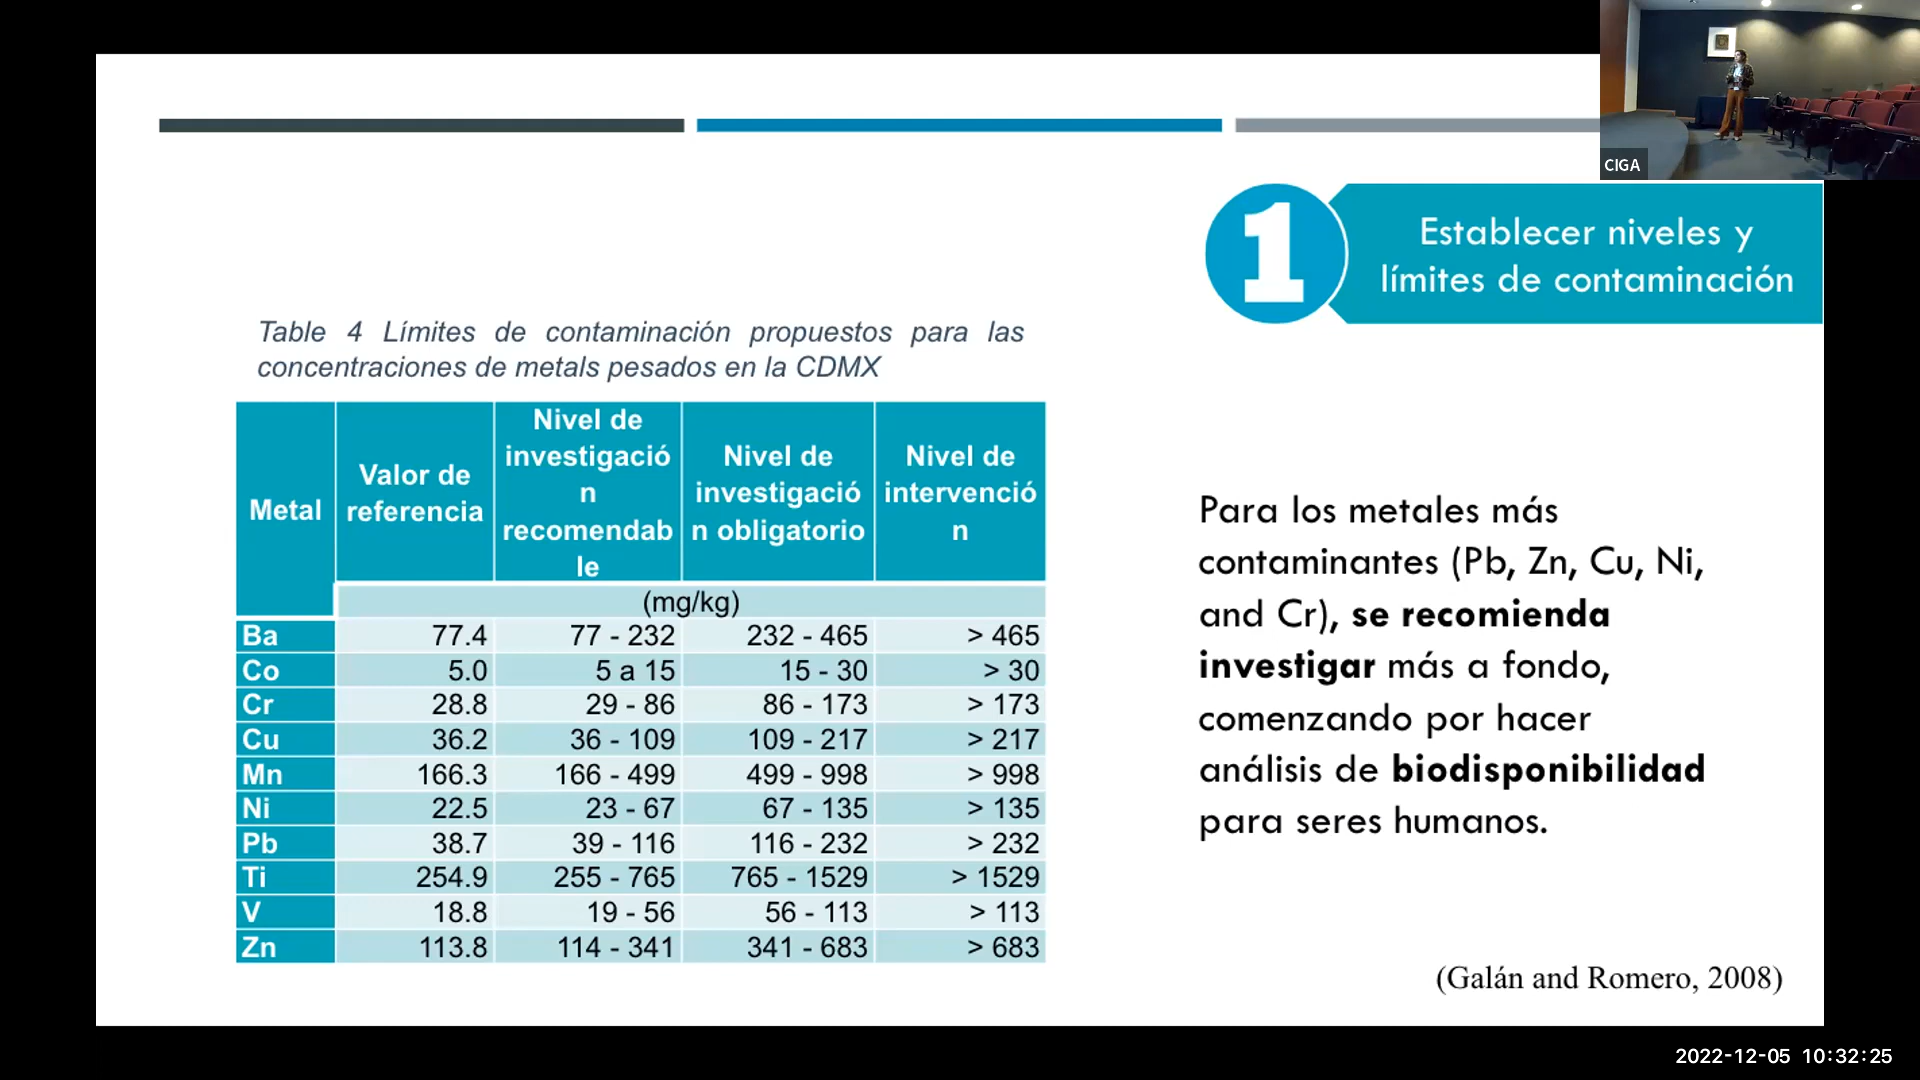 CIGA
1
Establecer niveles y
límites de contaminación
Table 4 Límites de contaminación propuestos para las
concentraciones de metals pesados en la CDMX
Metal
Valor de
referencia
Nivel de
investigació
n
recomendab
le
Nivel de
investigació
n obligatorio
Nivel de
intervenció
n
(mg/kg)
Ba 77.4 77 - 232 232 - 465 > 465
Co 5.0 5 a 15 15 - 30 > 30
Cr 28.8 29 - 86 86 - 173 > 173
Cu 36.2 36 - 109 109 - 217 > 217
Mn 166.3 166 - 499 499 - 998 > 998
Ni 22.5 23 - 67 67 - 135 > 135
Pb 38.7 39 - 116 116 - 232 > 232
Ti 254.9 255 - 765 765 - 1529 > 1529
V 18.8 19 - 56 56 - 113 > 113
Zn 113.8 114 - 341 341 - 683 > 683
Para los metales más
contaminantes (Pb, Zn, Cu, Ni,
and Cr), se recomienda
investigar más a fondo,
comenzando por hacer
análisis de biodisponibilidad
para seres humanos.
(Galán and Romero, 2008)
2022-12-05 10:32:25